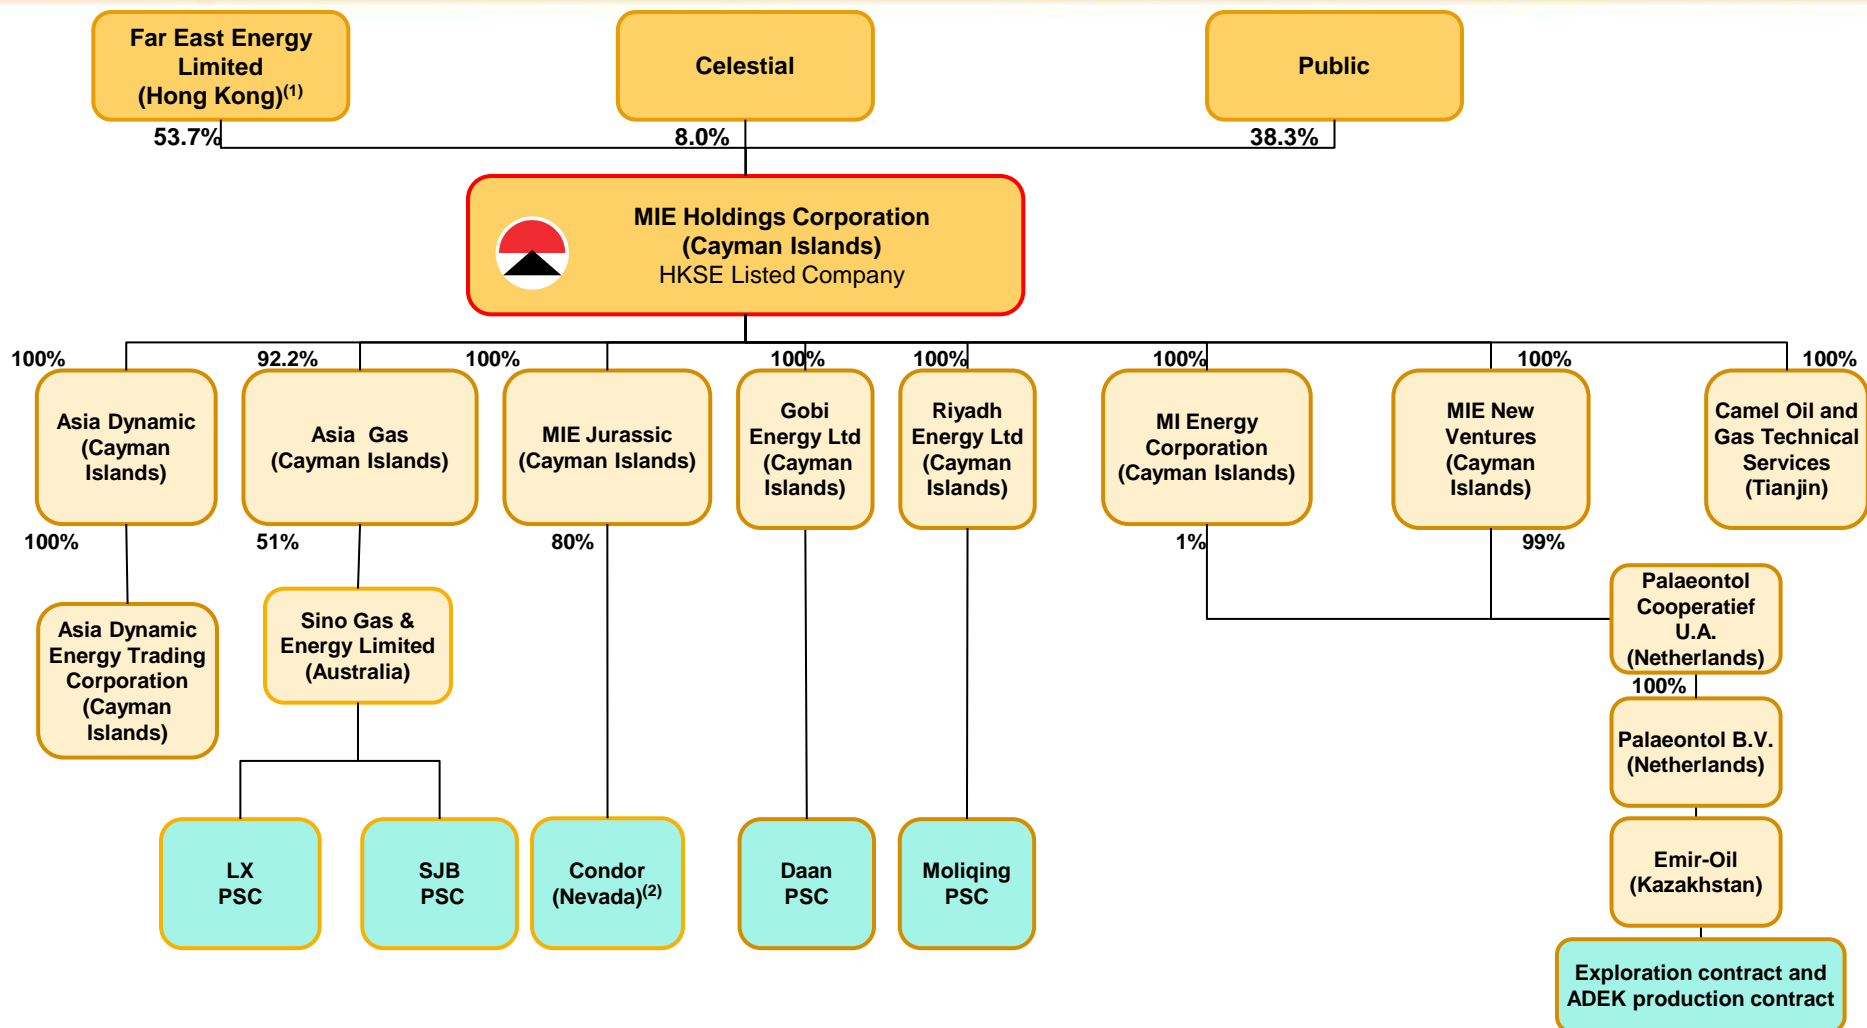 Far East Energy
Limited
(Hong Kong)(1)
Celestial
Public
53.7%
8.0%
38.3%
MIE Holdings Corporation
(Cayman Islands)
HKSE Listed Company
100%
92.2%
100%
100%
100%
100%
100%
100%
Asia Dynamic
(Cayman
Islands)
Asia Gas
(Cayman Islands)
MIE Jurassic
(Cayman Islands)
Gobi
Energy Ltd
(Cayman
Islands)
Riyadh
Energy Ltd
(Cayman
Islands)
MI Energy
Corporation
(Cayman Islands)
MIE New
Ventures
(Cayman
Islands)
Camel Oil and
Gas Technical
Services
(Tianjin)
100%
51%
80%
1%
99%
Asia Dynamic
Energy Trading
Corporation
(Cayman
Islands)
Sino Gas &
Energy Limited
(Australia)
Palaeontol
Cooperatief
U.A.
(Netherlands)
100%
Palaeontol B.V.
(Netherlands)
LX
PSC
SJB
PSC
Condor
(Nevada)(2)
Daan
PSC
Moliqing
PSC
Emir-Oil
(Kazakhstan)
Exploration contract and
ADEK production contract